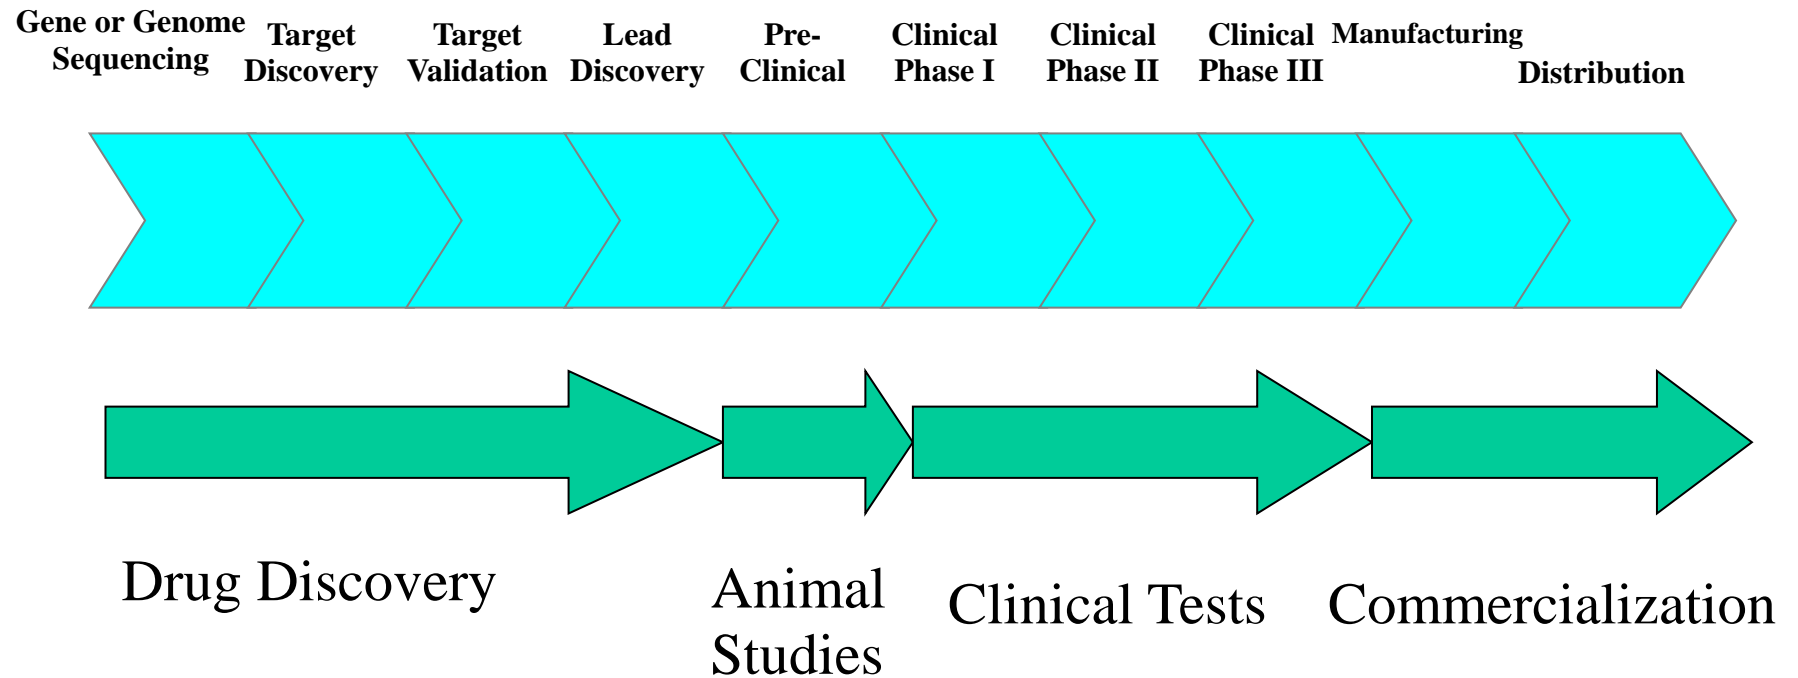 Gene or Genome
Sequencing
Target
Discovery
Target
Validation
Lead
Discovery
Pre-
Clinical
Clinical
Phase I
Clinical
Phase II
Clinical
Phase III
Manufacturing
Distribution
Drug Discovery
Animal
Studies
Clinical Tests
Commercialization